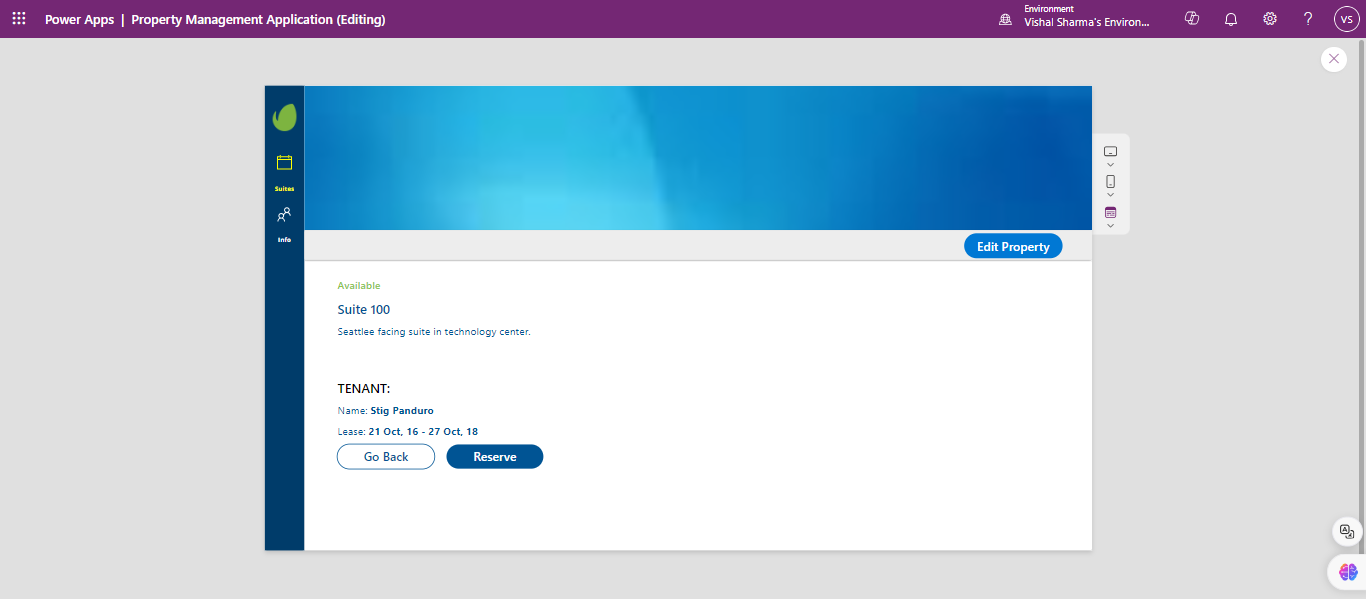 Power Apps | Property Management Application (Editing)
Environment
Vishal Sharma's Environ...
?
VS
Suites
Info
Edit Property
Available
Suite 100
Seattlee facing suite in technology center.
TENANT:
Name: Stig Panduro
Lease: 21 Oct, 16 - 27 Oct, 18
Go Back
Reserve